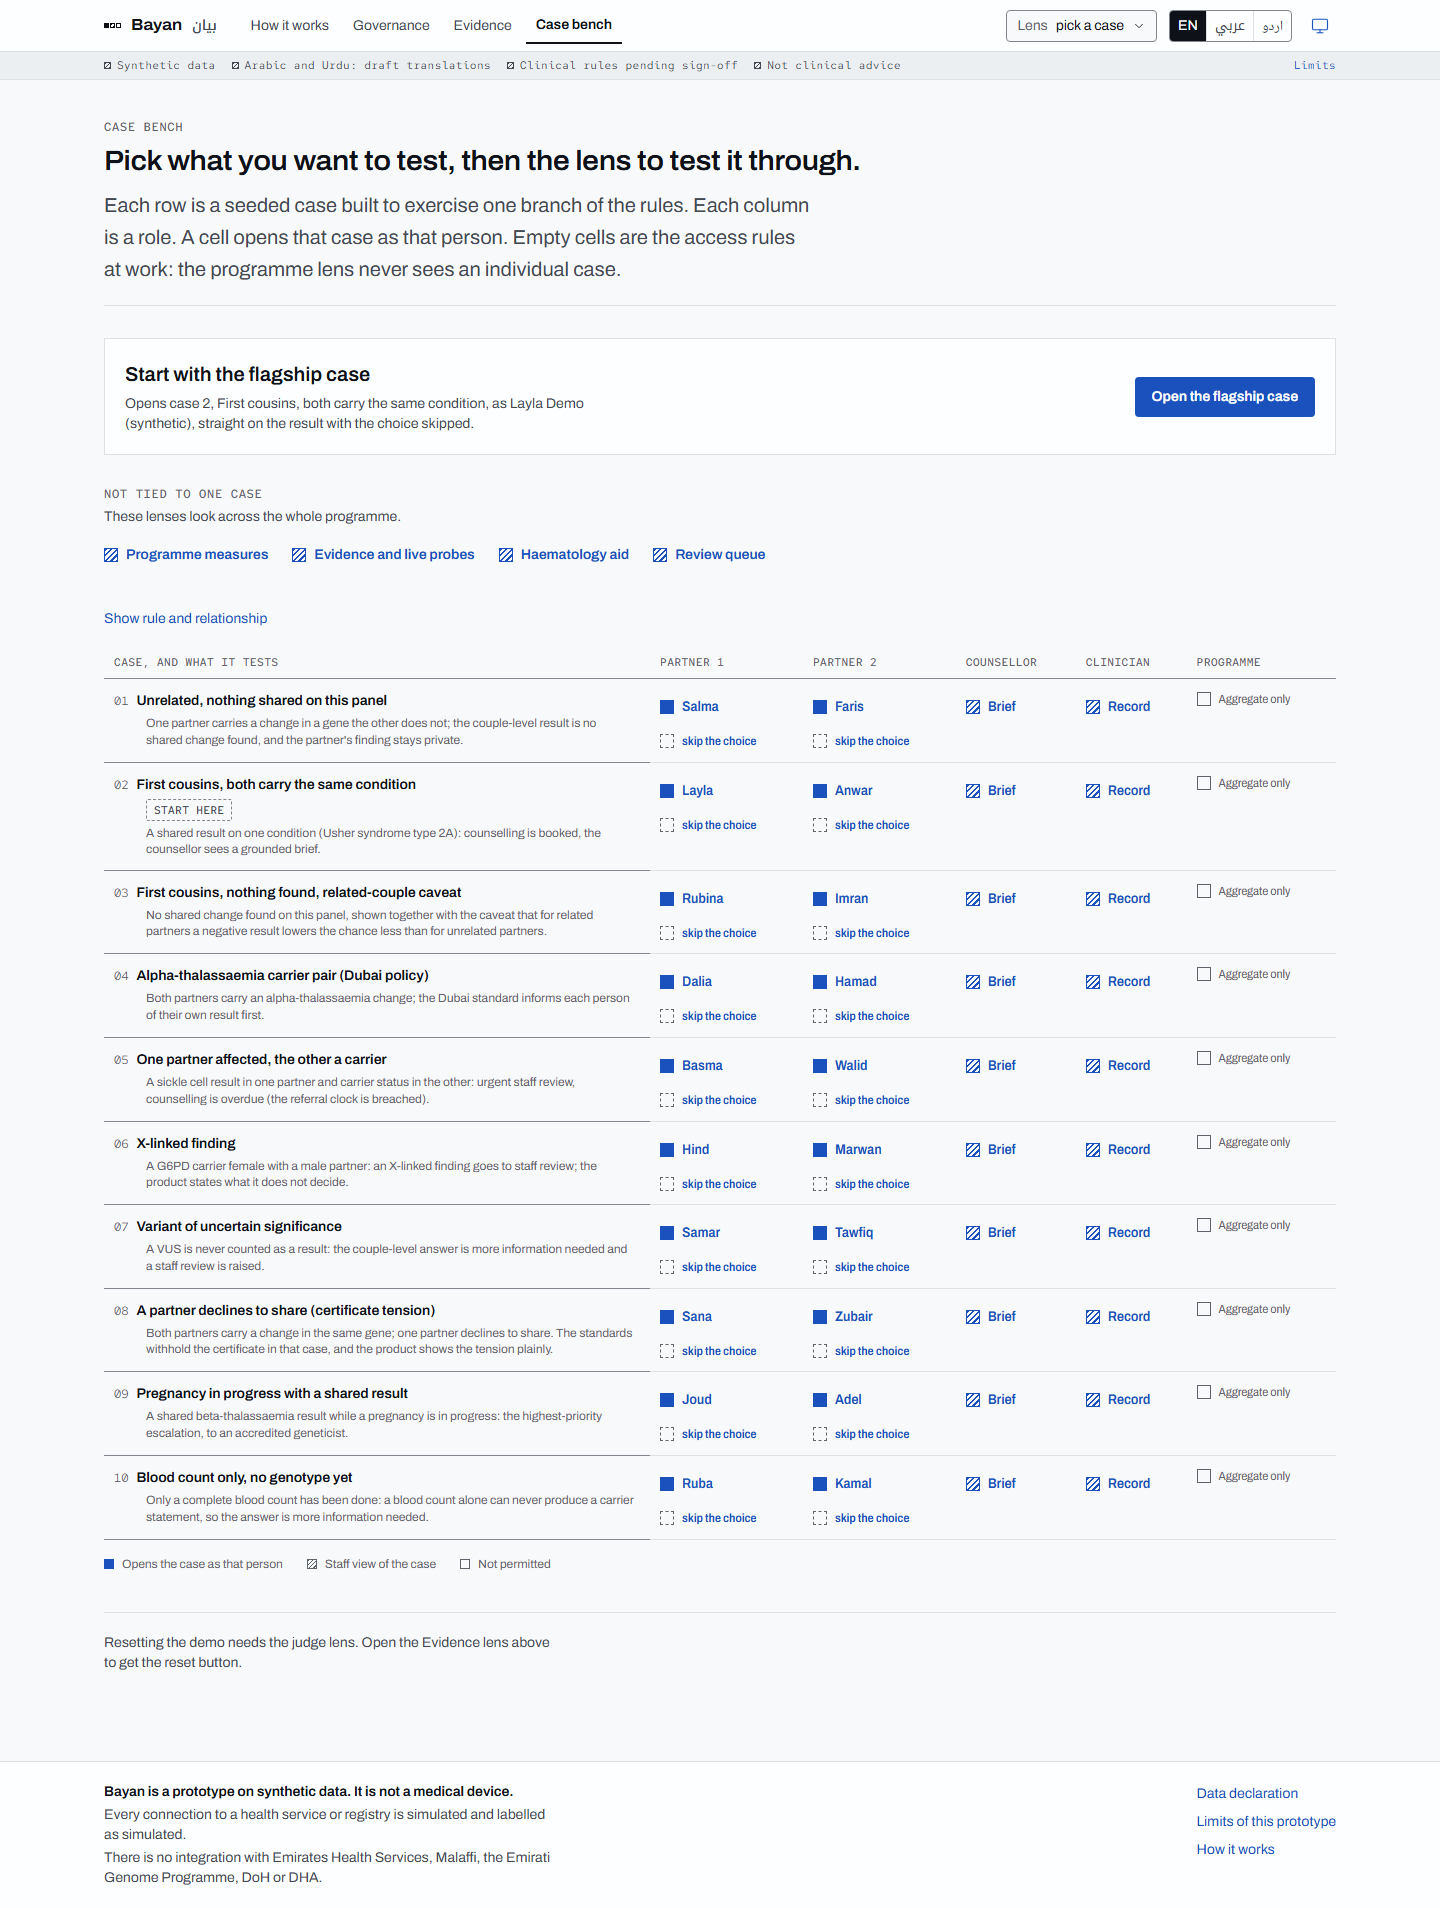 Bayan بيان How it works Governance Evidence Case bench Lens pick a case EN عربي اردو
Synthetic data Arabic and Urdu: draft translations Clinical rules pending sign-off Not clinical advice Limits
CASE BENCH
Pick what you want to test, then the lens to test it through.
Each row is a seeded case built to exercise one branch of the rules. Each column
is a role. A cell opens that case as that person. Empty cells are the access rules
at work: the programme lens never sees an individual case.
Start with the flagship case
Opens case 2, First cousins, both carry the same condition, as Layla Demo
(synthetic), straight on the result with the choice skipped.
Open the flagship case
NOT TIED TO ONE CASE
These lenses look across the whole programme.
Programme measures Evidence and live probes Haematology aid Review queue
Show rule and relationship
CASE, AND WHAT IT TESTS PARTNER 1 PARTNER 2 COUNSELLOR CLINICIAN PROGRAMME
01 Unrelated, nothing shared on this panel Salma Faris Brief Record Aggregate only
One partner carries a change in a gene the other does not; the couple-level result is no
shared change found, and the partner's finding stays private.
skip the choice skip the choice
02 First cousins, both carry the same condition Layla Anwar Brief Record Aggregate only
START HERE
A shared result on one condition (Usher syndrome type 2A): counselling is booked, the
counsellor sees a grounded brief.
skip the choice skip the choice
03 First cousins, nothing found, related-couple caveat Rubina Imran Brief Record Aggregate only
No shared change found on this panel, shown together with the caveat that for related
partners a negative result lowers the chance less than for unrelated partners.
skip the choice skip the choice
04 Alpha-thalassaemia carrier pair (Dubai policy) Dalia Hamad Brief Record Aggregate only
Both partners carry an alpha-thalassaemia change; the Dubai standard informs each person
of their own result first.
skip the choice skip the choice
05 One partner affected, the other a carrier Basma Walid Brief Record Aggregate only
A sickle cell result in one partner and carrier status in the other: urgent staff review,
counselling is overdue (the referral clock is breached).
skip the choice skip the choice
06 X-linked finding Hind Marwan Brief Record Aggregate only
A G6PD carrier female with a male partner: an X-linked finding goes to staff review; the
product states what it does not decide.
skip the choice skip the choice
07 Variant of uncertain significance Samar Tawfiq Brief Record Aggregate only
A VUS is never counted as a result: the couple-level answer is more information needed and
a staff review is raised.
skip the choice skip the choice
08 A partner declines to share (certificate tension) Sana Zubair Brief Record Aggregate only
Both partners carry a change in the same gene; one partner declines to share. The standards
withhold the certificate in that case, and the product shows the tension plainly.
skip the choice skip the choice
09 Pregnancy in progress with a shared result Joud Adel Brief Record Aggregate only
A shared beta-thalassaemia result while a pregnancy is in progress: the highest-priority
escalation, to an accredited geneticist.
skip the choice skip the choice
10 Blood count only, no genotype yet Ruba Kamal Brief Record Aggregate only
Only a complete blood count has been done: a blood count alone can never produce a carrier
statement, so the answer is more information needed.
skip the choice skip the choice
Opens the case as that person Staff view of the case Not permitted
Resetting the demo needs the judge lens. Open the Evidence lens above
to get the reset button.
Bayan is a prototype on synthetic data. It is not a medical device.
Every connection to a health service or registry is simulated and labelled
as simulated.
There is no integration with Emirates Health Services, Malaffi, the Emirati
Genome Programme, DoH or DHA.
Data declaration
Limits of this prototype
How it works